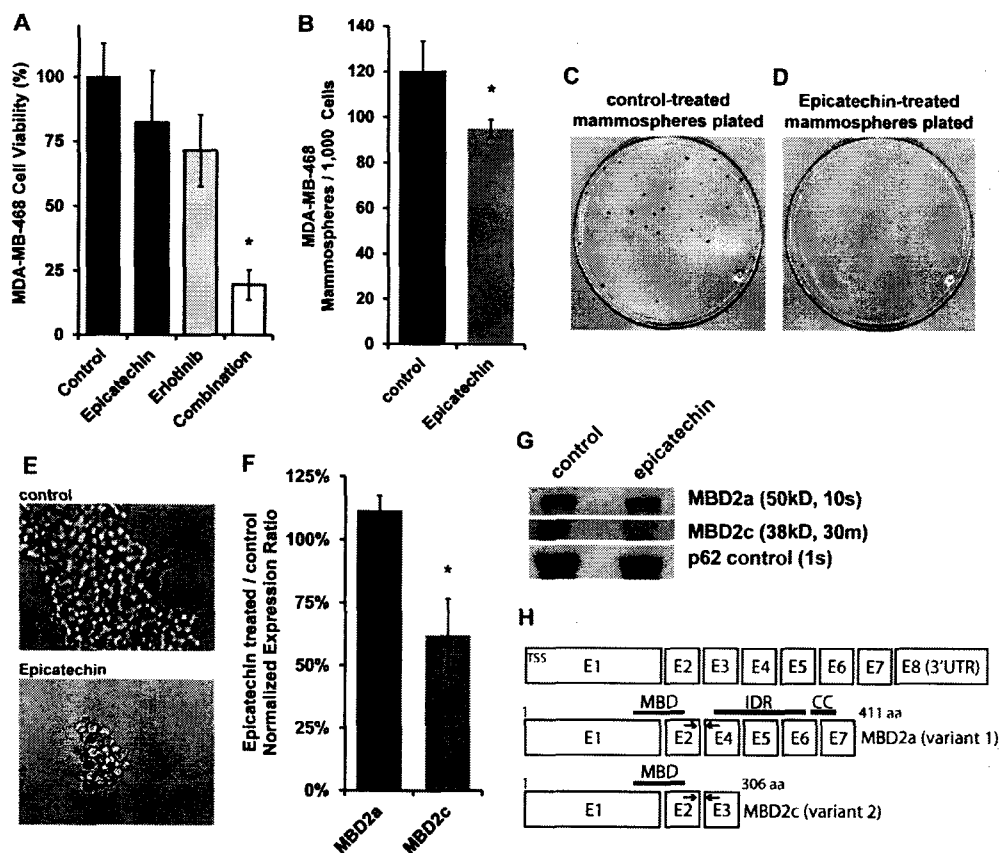 A
MDA-MB-468 Cell Viability (%)
100
75
50
25
0
Control
Epicatechin
Erlotinib
Combination
*
B
MDA-MB-468
Mammospheres / 1,000 Cells
140
120
100
80
60
40
20
0
control
Epicatechin
*
C
control-treated
mammospheres plated
D
Epicatechin-treated
mammospheres plated
E
control
Epicatechin
F
Epicatechin treated / control
Normalized Expression Ratio
125%
100%
75%
50%
25%
0%
MBD2a
MBD2c
*
G
control
epicatechin
MBD2a (50kD, 10s)
MBD2c (38kD, 30m)
p62 control (1s)
H
TSS
E1 E2 E3 E4 E5 E6 E7 E8 (3'UTR)
MBD IDR CC
1 411 aa
E1 E2 E4 E5 E6 E7 MBD2a (variant 1)
MBD
1 306 aa
E1 E2 E3 MBD2c (variant 2)